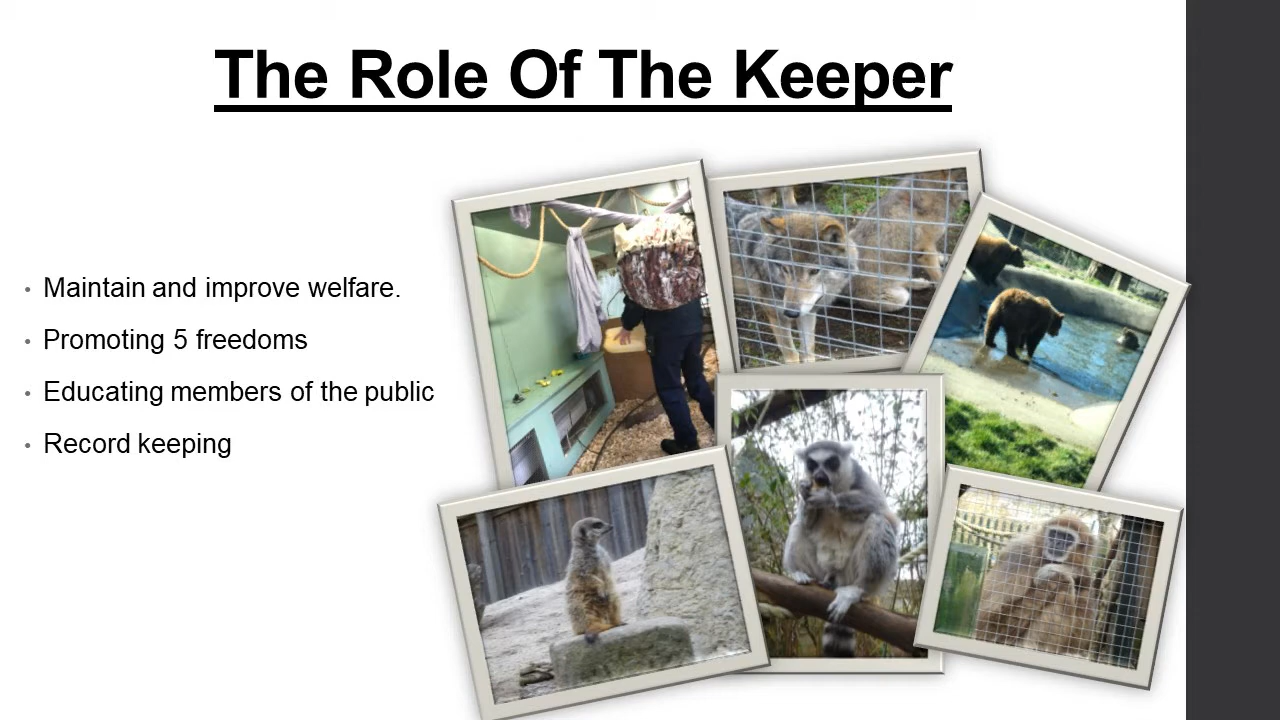 The Role Of The Keeper
• Maintain and improve welfare.
• Promoting 5 freedoms
• Educating members of the public
• Record keeping